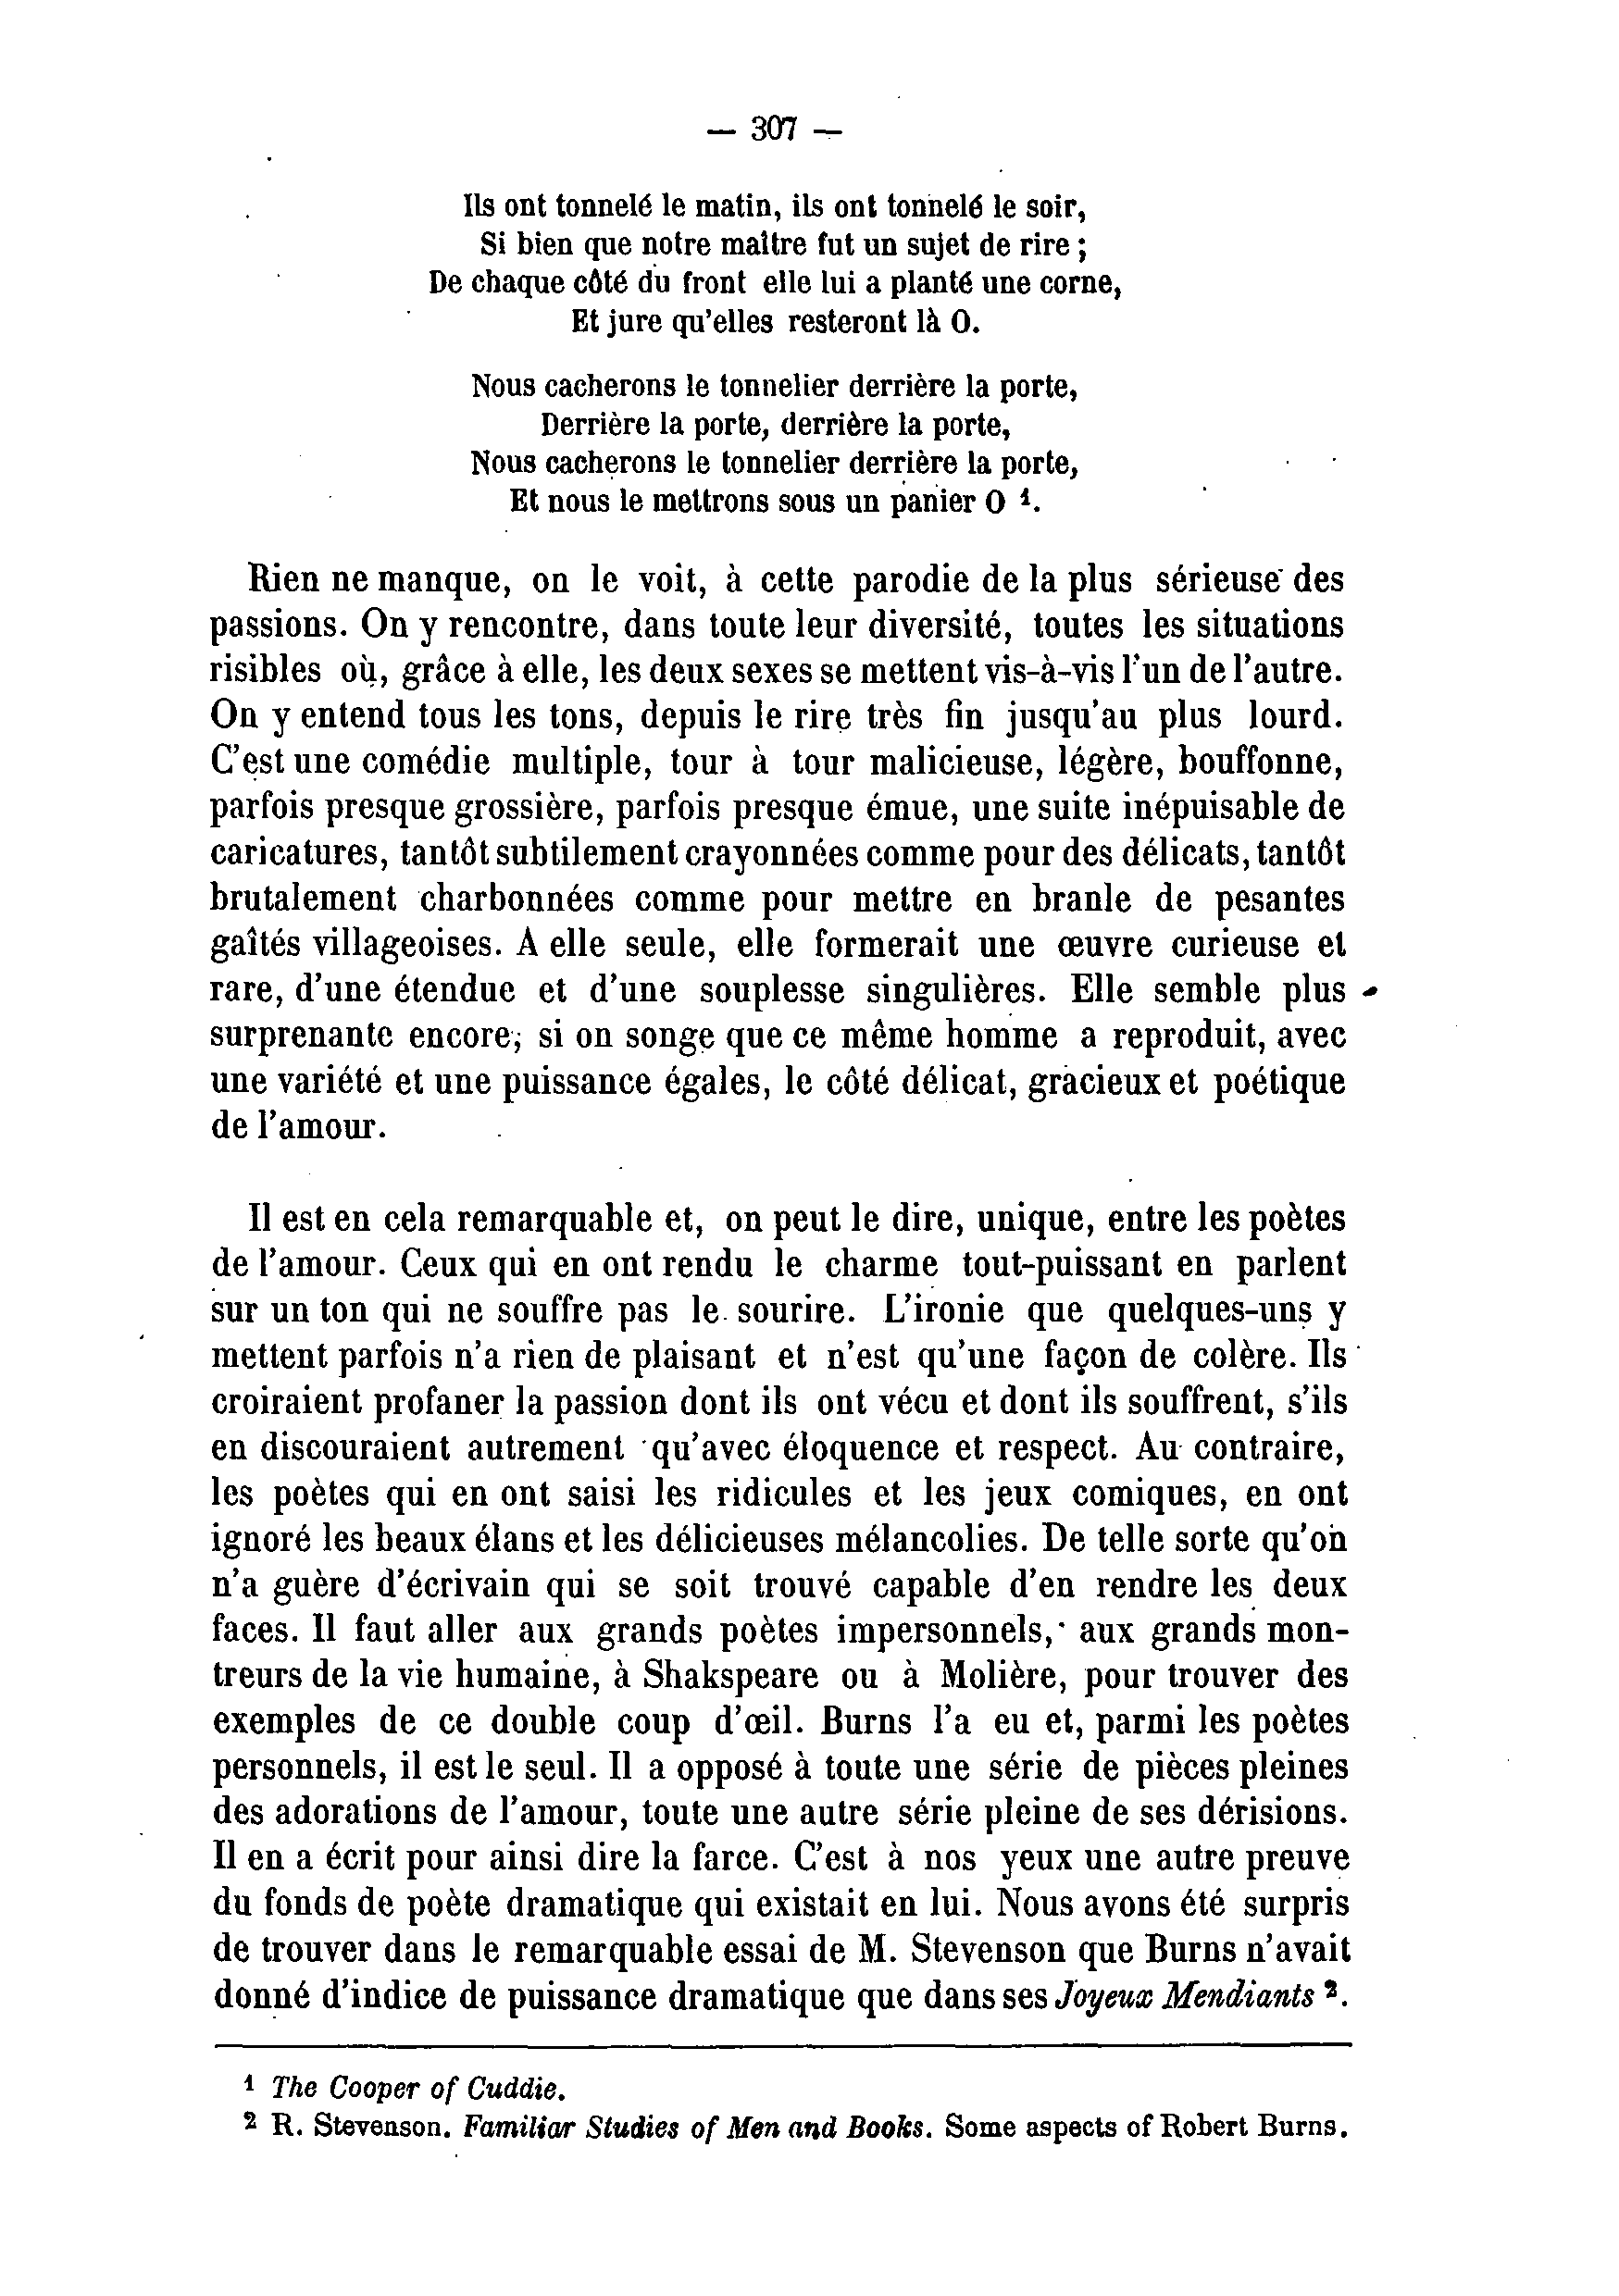 — 307 —
Ils ont tonnelé le matin, ils ont tonnelé le soir,
Si bien que notre maître fut un sujet de rire ;
De chaque côté du front elle lui a planté une corne,
Et jure qu'elles resteront là O.
Nous cacherons le tonnelier derrière la porte,
Derrière la porte, derrière la porte,
Nous cacherons le tonnelier derrière la porte,
Et nous le mettrons sous un panier O ¹.
Rien ne manque, on le voit, à cette parodie de la plus sérieuse des
passions. On y rencontre, dans toute leur diversité, toutes les situations
risibles où, grâce à elle, les deux sexes se mettent vis-à-vis l'un de l'autre.
On y entend tous les tons, depuis le rire très fin jusqu'au plus lourd.
C'est une comédie multiple, tour à tour malicieuse, légère, bouffonne,
parfois presque grossière, parfois presque émue, une suite inépuisable de
caricatures, tantôt subtilement crayonnées comme pour des délicats, tantôt
brutalement charbonnées comme pour mettre en branle de pesantes
gaîtés villageoises. A elle seule, elle formerait une œuvre curieuse et
rare, d'une étendue et d'une souplesse singulières. Elle semble plus
surprenante encore, si on songe que ce même homme a reproduit, avec
une variété et une puissance égales, le côté délicat, gracieux et poétique
de l'amour.
Il est en cela remarquable et, on peut le dire, unique, entre les poètes
de l'amour. Ceux qui en ont rendu le charme tout-puissant en parlent
sur un ton qui ne souffre pas le sourire. L'ironie que quelques-uns y
mettent parfois n'a rien de plaisant et n'est qu'une façon de colère. Ils
croiraient profaner la passion dont ils ont vécu et dont ils souffrent, s'ils
en discouraient autrement qu'avec éloquence et respect. Au contraire,
les poètes qui en ont saisi les ridicules et les jeux comiques, en ont
ignoré les beaux élans et les délicieuses mélancolies. De telle sorte qu'on
n'a guère d'écrivain qui se soit trouvé capable d'en rendre les deux
faces. Il faut aller aux grands poètes impersonnels, aux grands mon-
treurs de la vie humaine, à Shakspeare ou à Molière, pour trouver des
exemples de ce double coup d'œil. Burns l'a eu et, parmi les poètes
personnels, il est le seul. Il a opposé à toute une série de pièces pleines
des adorations de l'amour, toute une autre série pleine de ses dérisions.
Il en a écrit pour ainsi dire la farce. C'est à nos yeux une autre preuve
du fonds de poète dramatique qui existait en lui. Nous avons été surpris
de trouver dans le remarquable essai de M. Stevenson que Burns n'avait
donné d'indice de puissance dramatique que dans ses Joyeux Mendiants ².
¹ The Cooper of Cuddie.
² R. Stevenson. Familiar Studies of Men and Books. Some aspects of Robert Burns.